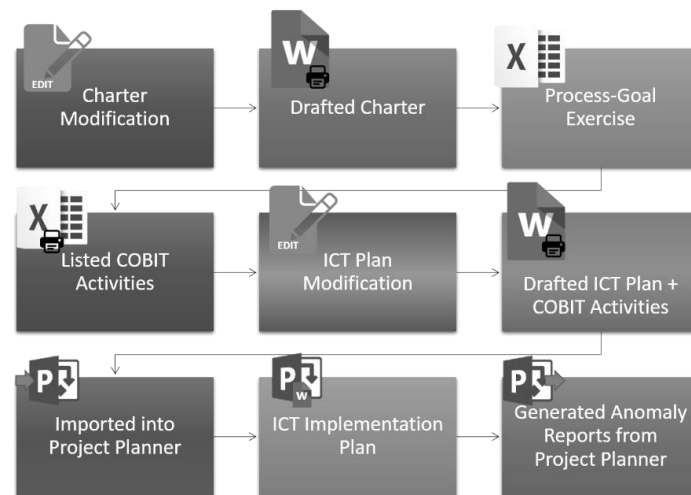 EDIT
Charter
Modification
W
Drafted Charter
X
Process-Goal
Exercise
X
Listed COBIT
Activities
EDIT
ICT Plan
Modification
W
Drafted ICT Plan +
COBIT Activities
P
Imported into
Project Planner
P
W
ICT Implementation
Plan
P
Generated Anomaly
Reports from
Project Planner